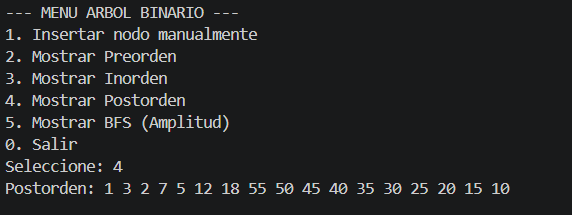 --- MENU ARBOL BINARIO ---
1. Insertar nodo manualmente
2. Mostrar Preorden
3. Mostrar Inorden
4. Mostrar Postorden
5. Mostrar BFS (Amplitud)
0. Salir
Seleccione: 4
Postorden: 1 3 2 7 5 12 18 55 50 45 40 35 30 25 20 15 10